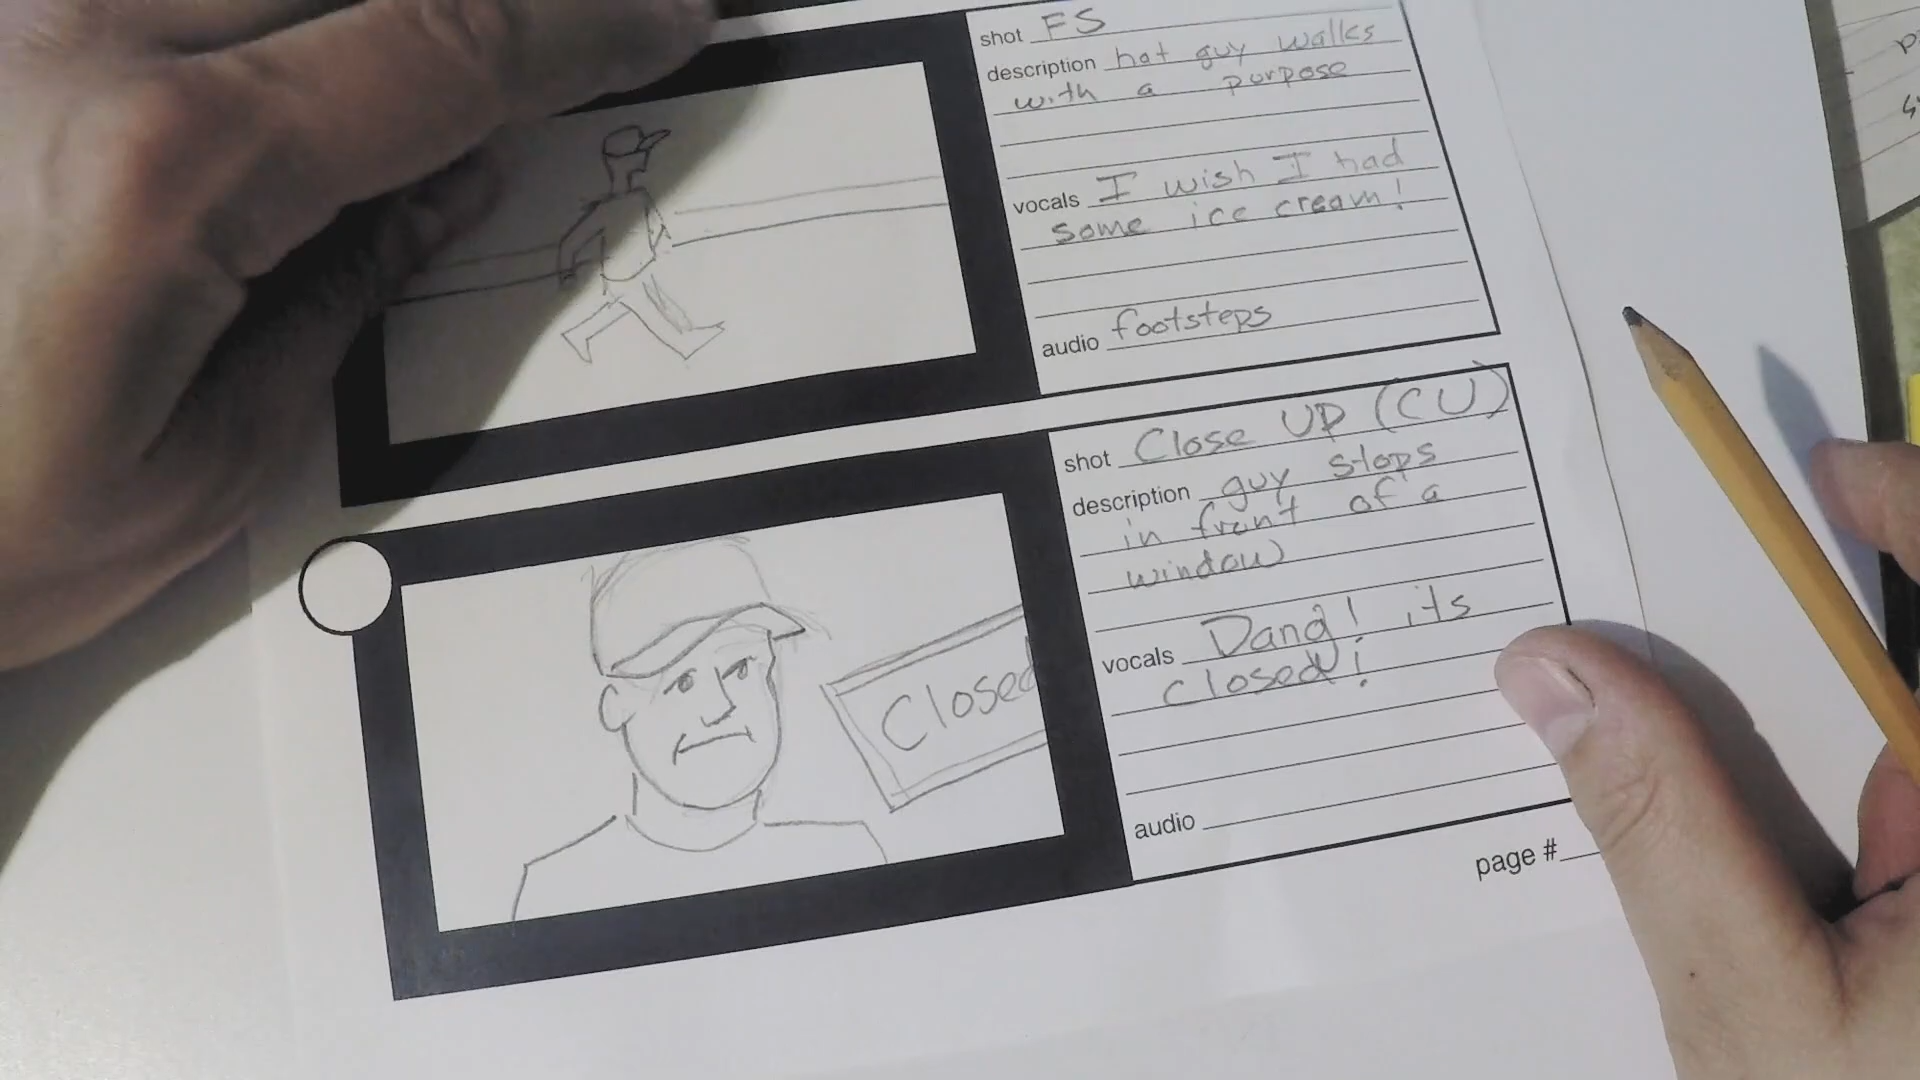 shot FS
description hat guy walks
with a purpose
vocals I wish I had
some ice cream!
audio footsteps
shot Close UP (CU)
description guy stops
in front of a
window
vocals Dang! its
closed!
audio
page #
Closed